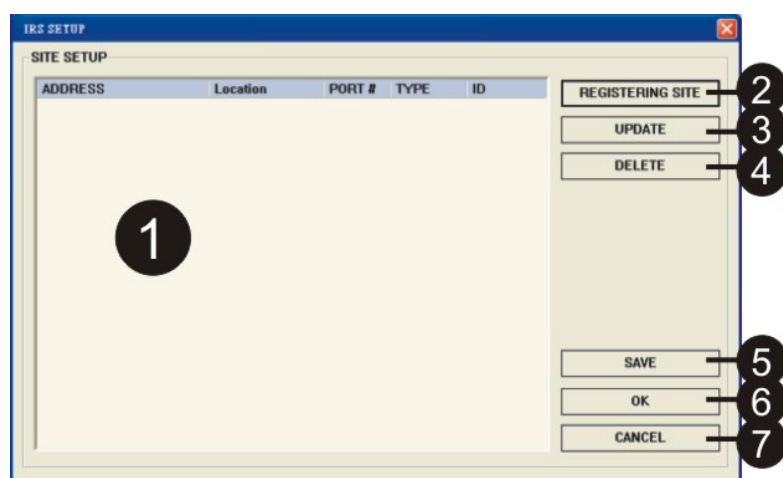 IRS SETUP
SITE SETUP
ADDRESS Location PORT # TYPE ID
REGISTERING SITE 2
UPDATE 3
DELETE 4
1
SAVE 5
OK 6
CANCEL 7